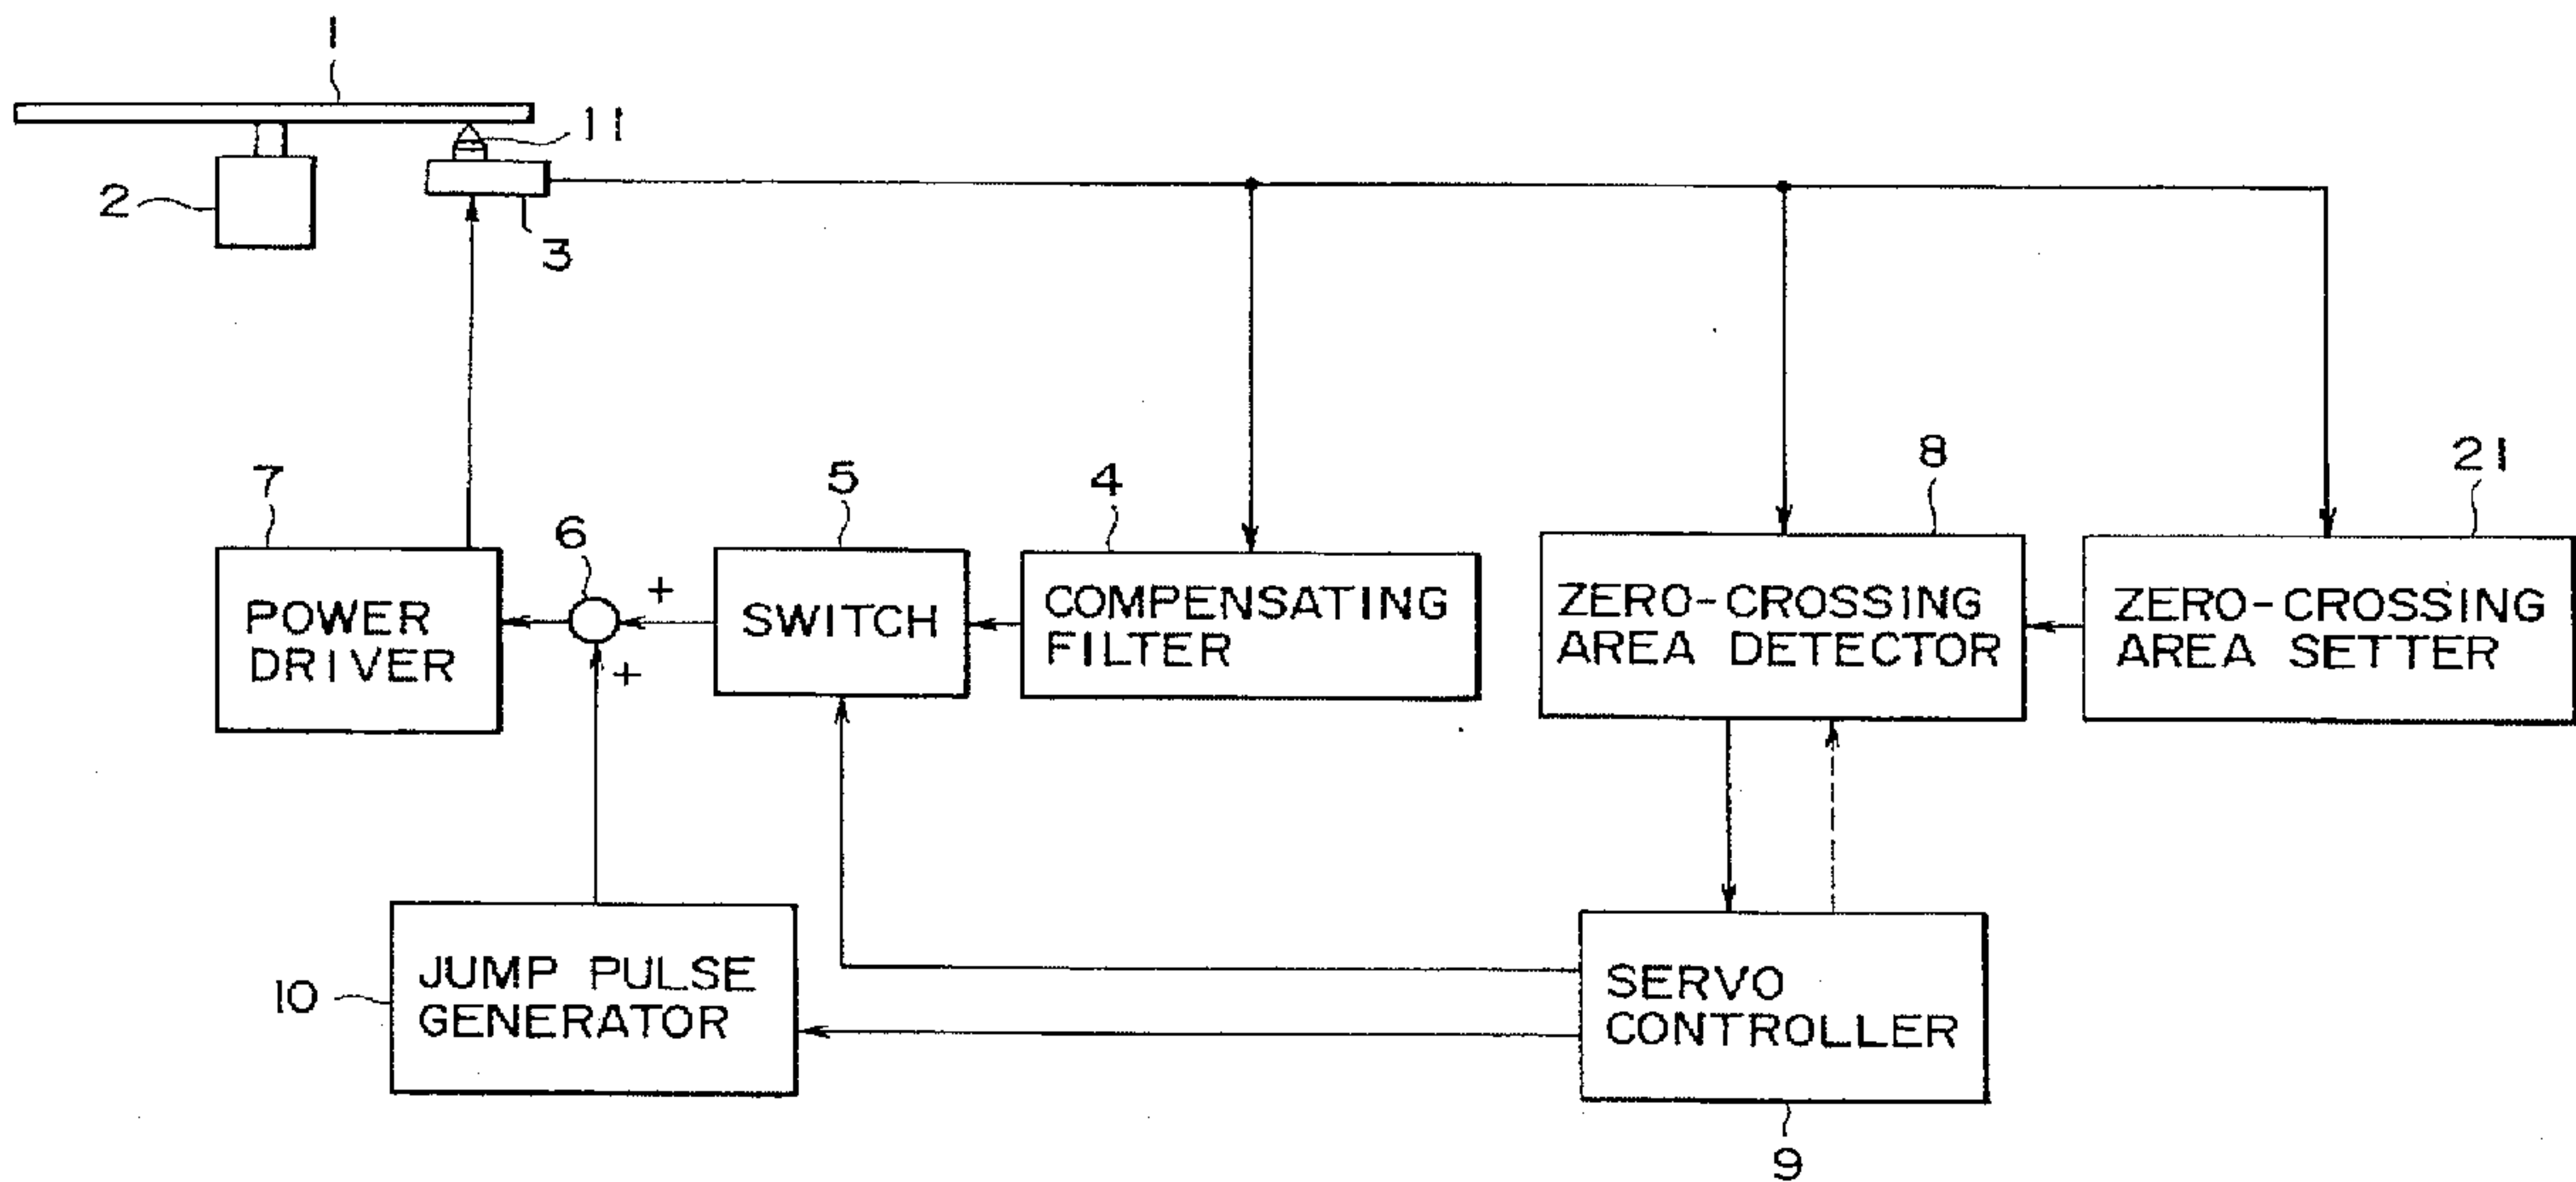 1
11
2
3
7
6
5
4
8
21
+
+
POWER
DRIVER
SWITCH
COMPENSATING
FILTER
ZERO-CROSSING
AREA DETECTOR
ZERO-CROSSING
AREA SETTER
10
JUMP PULSE
GENERATOR
SERVO
CONTROLLER
9